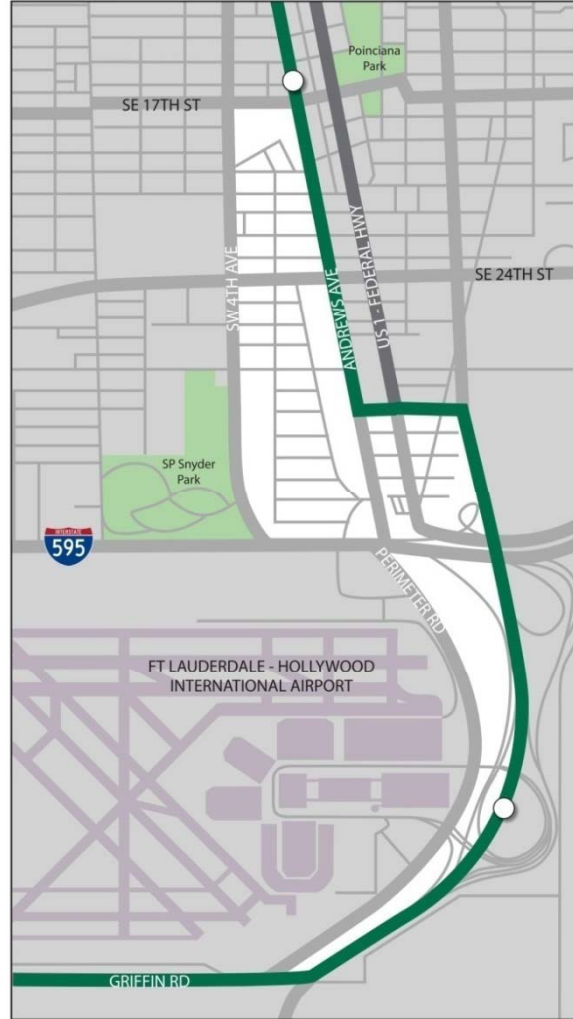 Poinciana
Park
SE 17TH ST
SW 4TH AVE
ANDREWS AVE
US 1 - FEDERAL HWY
SE 24TH ST
SP Snyder
Park
INTERSTATE
595
PERIMETER RD
FT LAUDERDALE - HOLLYWOOD
INTERNATIONAL AIRPORT
GRIFFIN RD